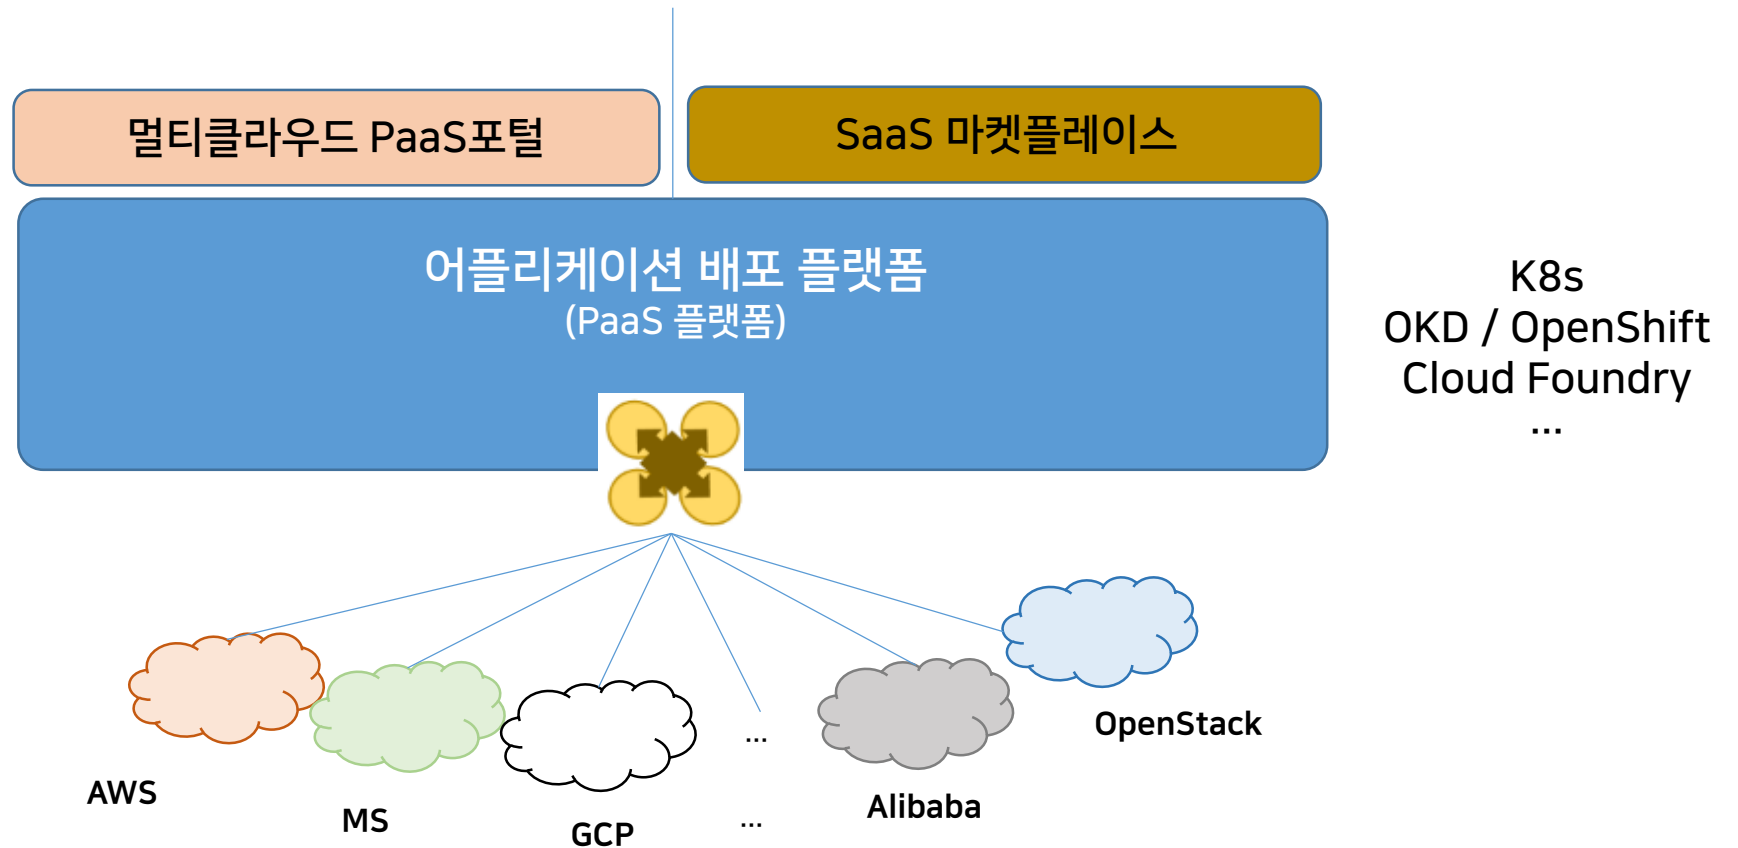 멀티클라우드 PaaS포털
SaaS 마켓플레이스
어플리케이션 배포 플랫폼
(PaaS 플랫폼)
K8s
OKD / OpenShift
Cloud Foundry
...
AWS
MS
GCP
...
...
Alibaba
OpenStack